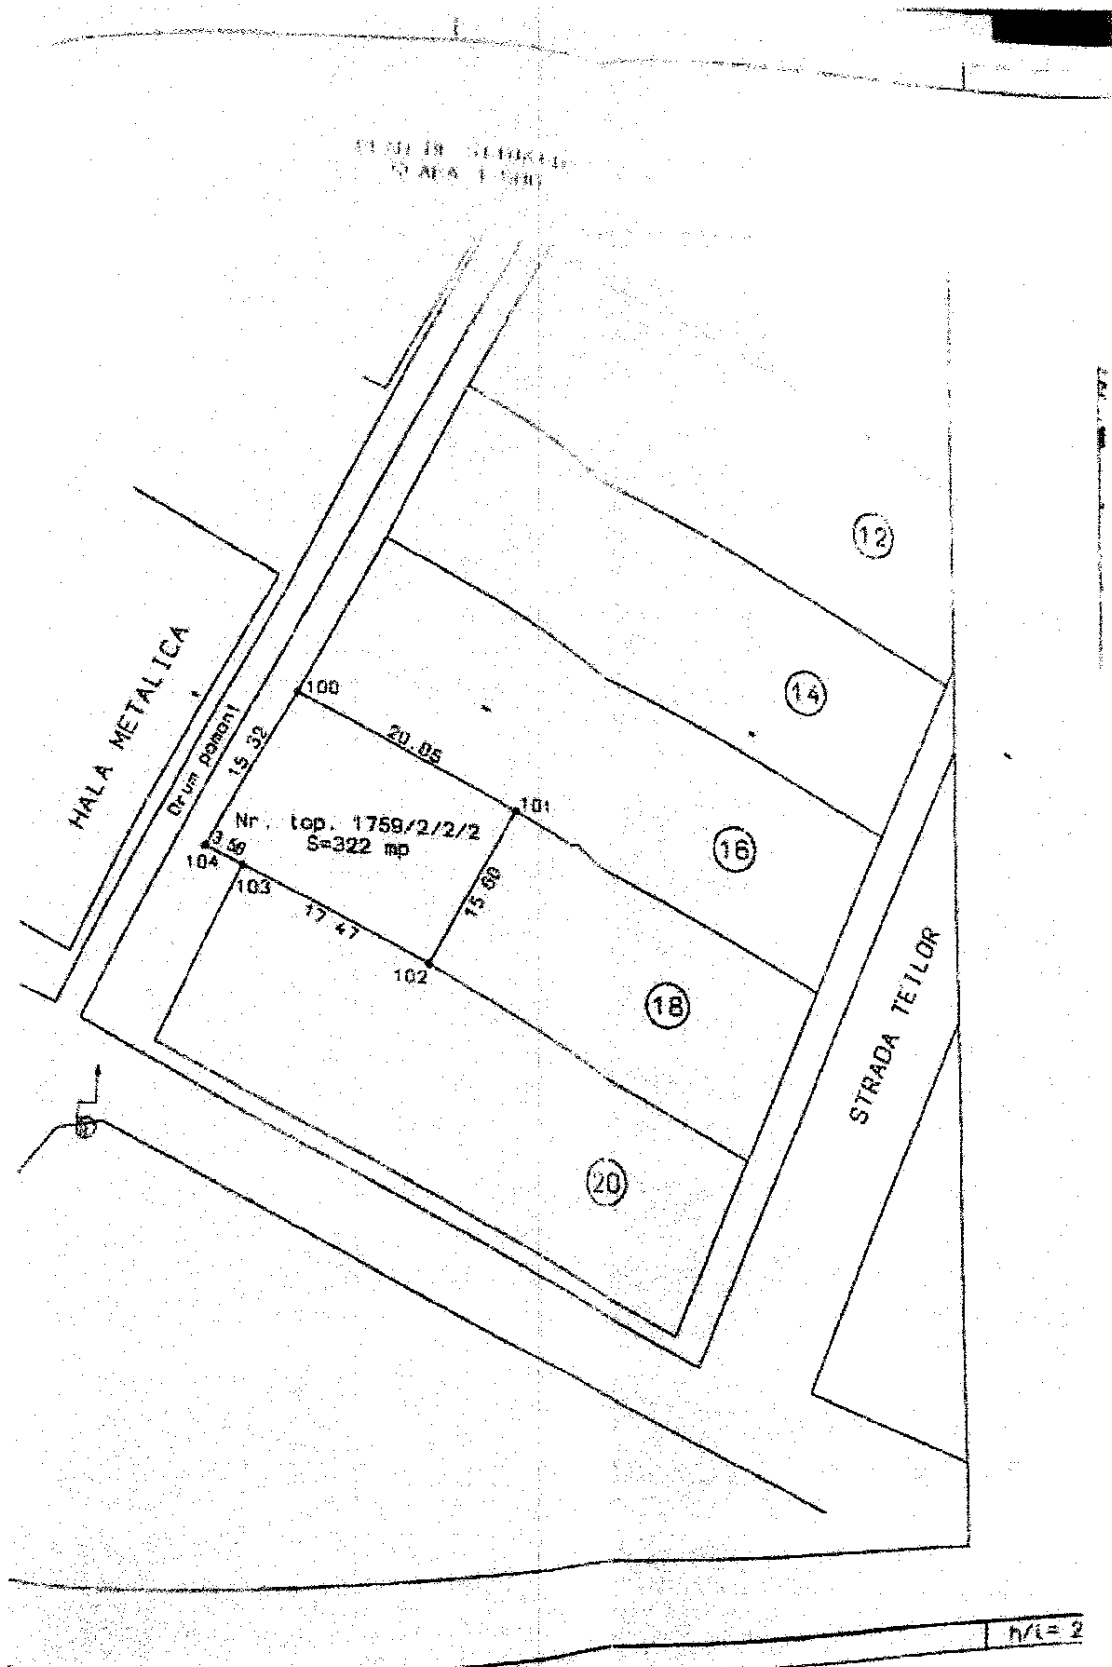 12
14
100
20.05
15.32
HALA METALICA
Drum pamant
101
Nr. top. 1759/2/2/2
S=322 mp
16
3.58
104
103
15.60
17.47
102
18
STRADA TEILOR
20
h/l= 2